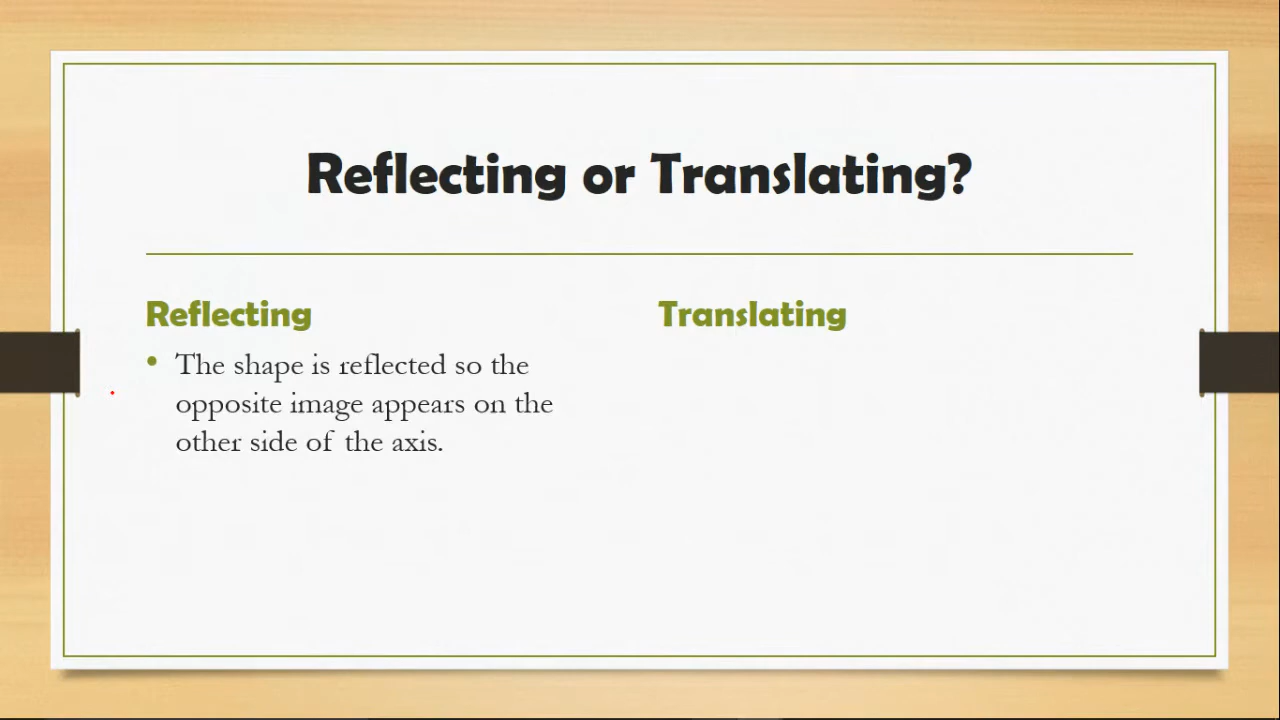 Reflecting or Translating?
Reflecting
• The shape is reflected so the
opposite image appears on the
other side of the axis.
Translating